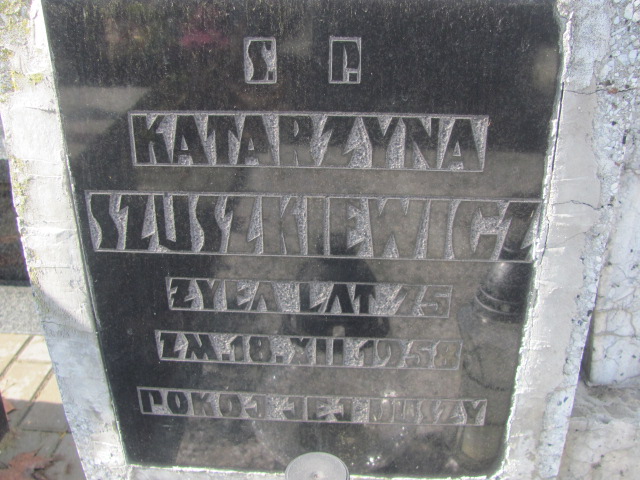 Ś. P.
KATARZYNA
SZUSZKIEWICZ
ŻYŁA LAT 75
ZM. 18. XII 1958
POKÓJ JEJ DUSZY